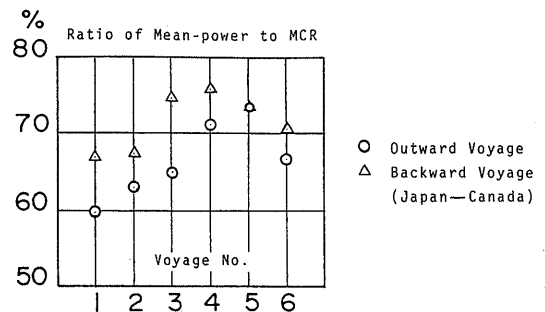 %
Ratio of Mean-power to MCR
80
70
60
50
Voyage No.
1 2 3 4 5 6
Outward Voyage
Backward Voyage
(Japan—Canada)